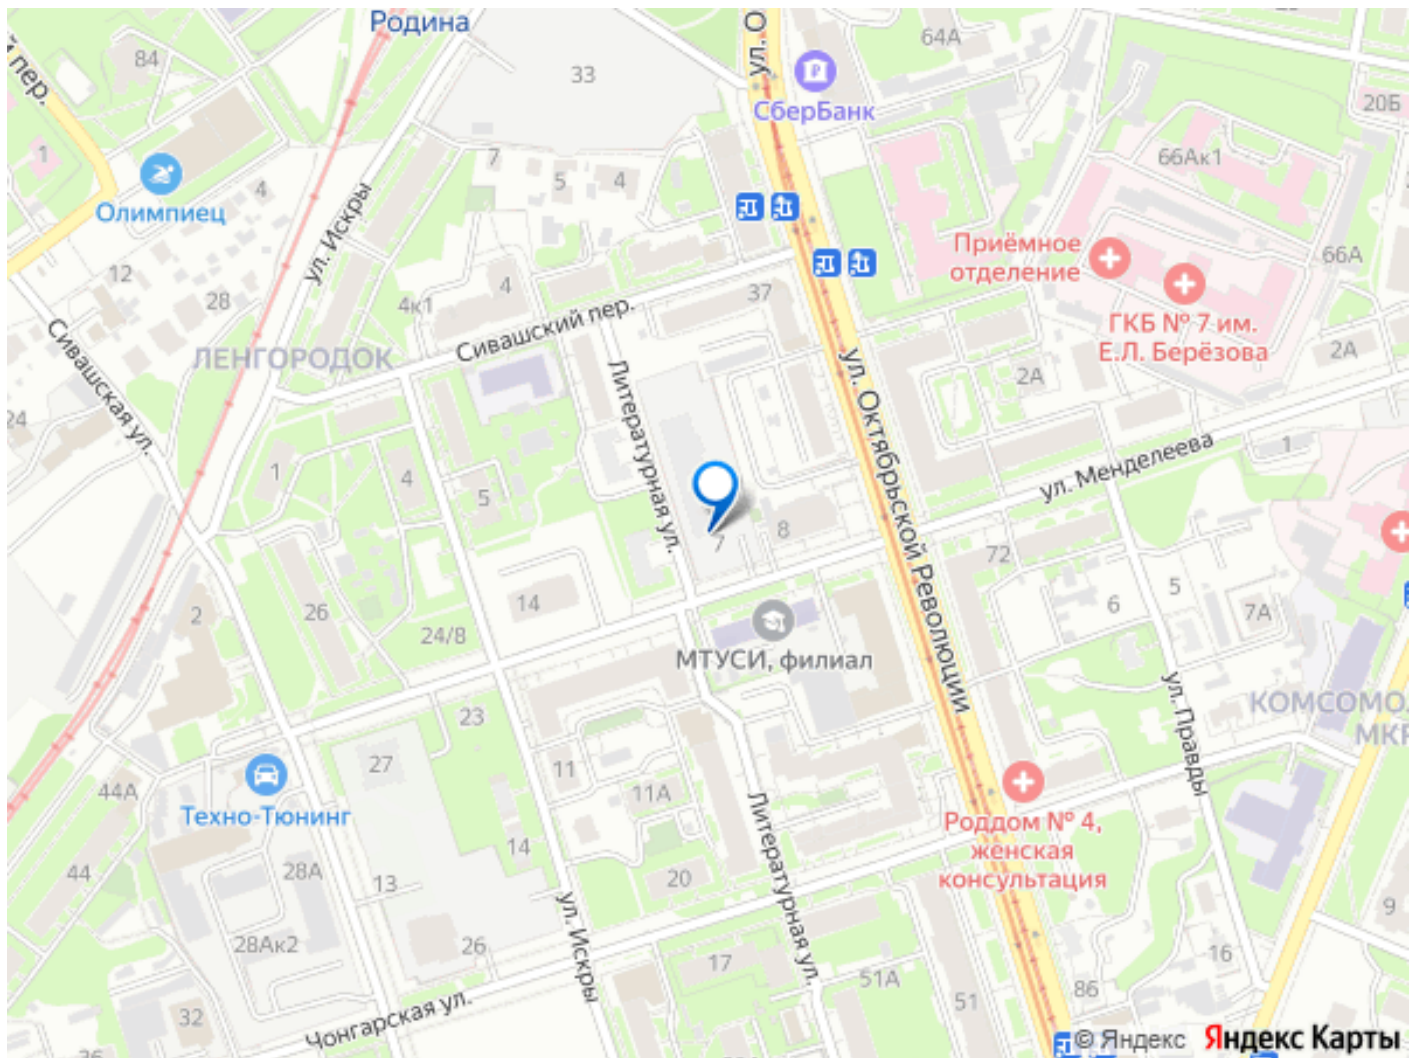 Родина
ул. О
64А
84
й пер.
33
СберБанк
20Б
1
7
66Ак1
Олимпиец
4
5
4
ул. Искры
Приёмное
отделение
66А
12
28
4к1
4
37
ГКБ № 7 им.
Е.Л. Берёзова
Сивашский пер.
ЛЕНГОРОДОК
2А
2А
Сивашская ул.
Литературная ул.
ул. Октябрьской Революции
24
1
4
5
ул. Менделеева
1
7
8
72
5
14
6
7А
2
26
24/8
МТУСИ, филиал
ул. Правды
КОМСОМО
МКР
23
27
11
11А
44А
Техно-Тюнинг
Литературная ул.
Роддом № 4,
женская
консультация
14
44
28А
13
20
9
ул. Искры
28Ак2
26
17
51А
16
51
86
32
Чонгарская ул.
© Яндекс Яндекс Карты